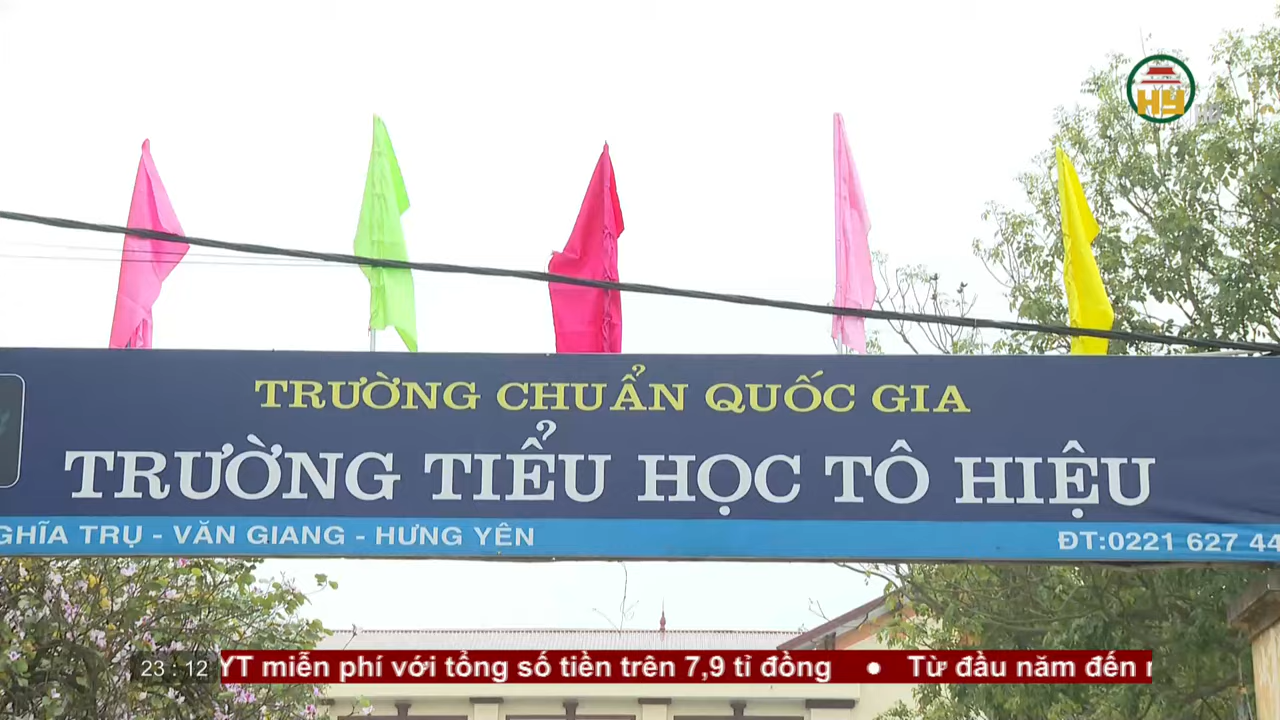 HY
TRƯỜNG CHUẨN QUỐC GIA
TRƯỜNG TIỂU HỌC TÔ HIỆU
GHĨA TRỤ - VĂN GIANG - HƯNG YÊN
ĐT:0221 627 44
23 : 12
YT miễn phí với tổng số tiền trên 7,9 tỉ đồng ● Từ đầu năm đến